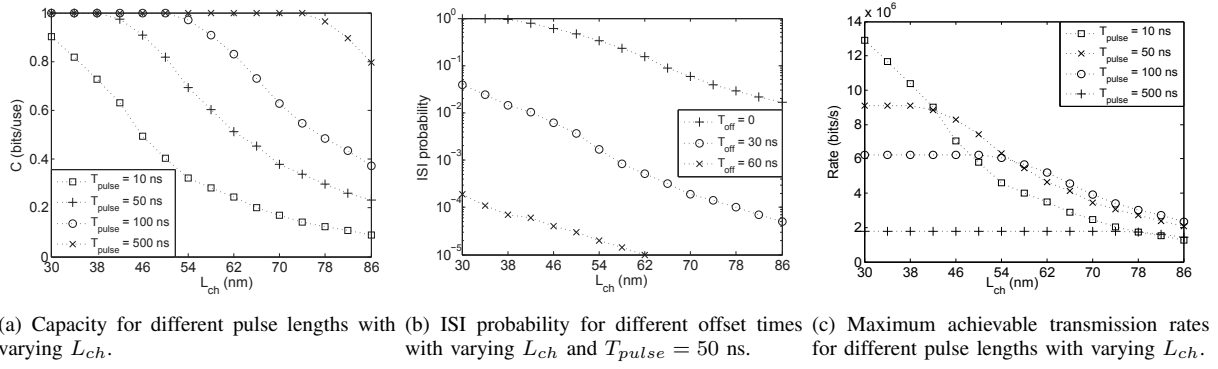 1
0.8
0.6
0.4
0.2
0
C (bits/use)
30 38 46 54 62 70 78 86
L_ch (nm)
T_pulse = 10 ns
T_pulse = 50 ns
T_pulse = 100 ns
T_pulse = 500 ns
10^1
10^0
10^-1
10^-2
10^-3
10^-4
10^-5
ISI probability
30 38 46 54 62 70 78 86
L_ch (nm)
T_off = 0
T_off = 30 ns
T_off = 60 ns
14 x 10^6
12
10
8
6
4
2
0
Rate (bits/s)
30 38 46 54 62 70 78 86
L_ch (nm)
T_pulse = 10 ns
T_pulse = 50 ns
T_pulse = 100 ns
T_pulse = 500 ns
(a) Capacity for different pulse lengths with
varying L_ch.
(b) ISI probability for different offset times
with varying L_ch and T_pulse = 50 ns.
(c) Maximum achievable transmission rates
for different pulse lengths with varying L_ch.